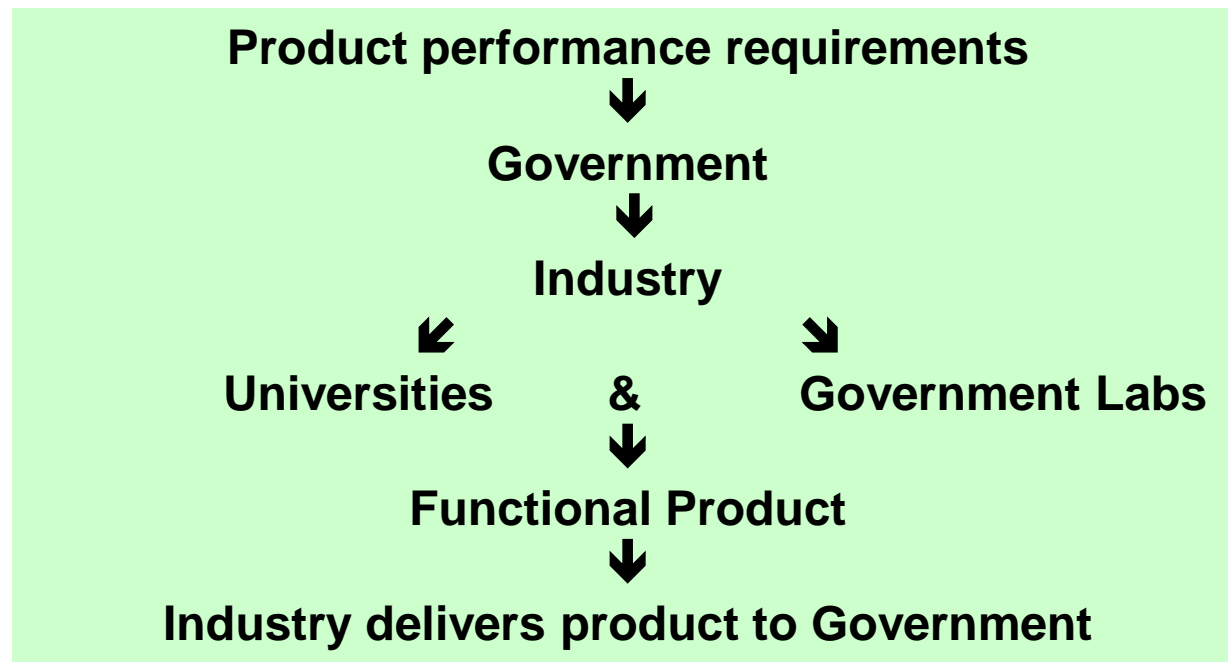 Product performance requirements
Government
Industry
Universities & Government Labs
Functional Product
Industry delivers product to Government